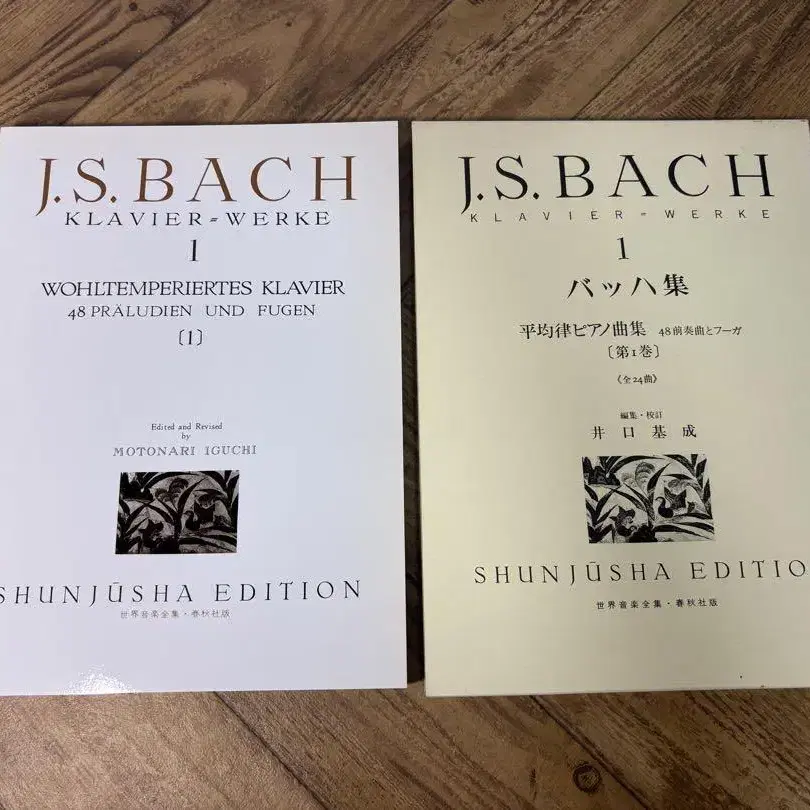 J.S. BACH
KLAVIER=WERKE
1
WOHLTEMPERIERTES KLAVIER
48 PRÄLUDIEN UND FUGEN
〔1〕
Edited and Revised
by
MOTONARI IGUCHI
SHUNJŪSHA EDITION
世界音楽全集・春秋社版
J.S. BACH
KLAVIER=WERKE
1
バッハ集
平均律ピアノ曲集 48前奏曲とフーガ
〔第1巻〕
《全24曲》
編集・校訂
井口基成
SHUNJŪSHA EDITIO
世界音楽全集・春秋社版